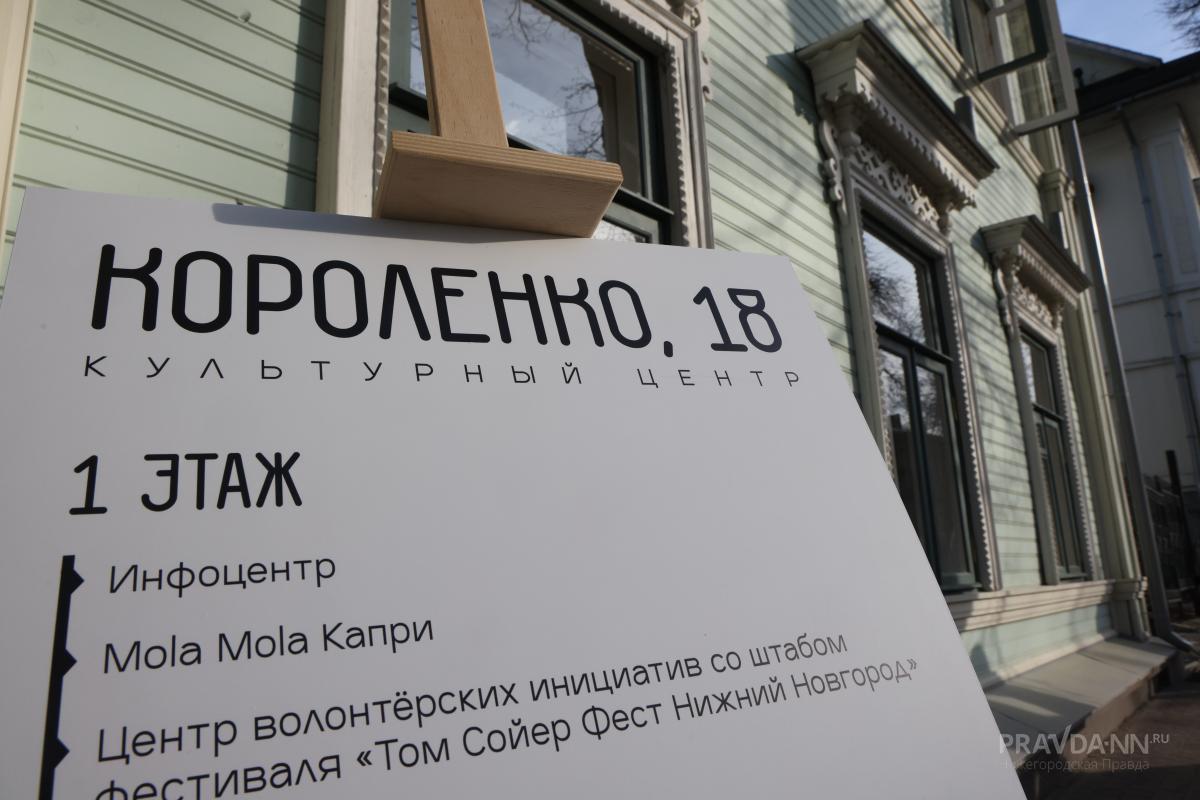 КОРОЛЕНКО, 18
КУЛЬТУРНЫЙ ЦЕНТР
1 ЭТАЖ
Инфоцентр
Mola Mola Капри
Центр волонтёрских инициатив со штабом
фестиваля «Том Сойер Фест Нижний Новгород»
PRAVDA-NN.RU
Нижегородская Правда